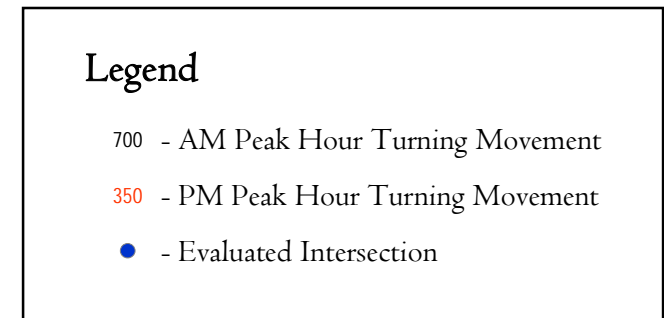 Legend
700 - AM Peak Hour Turning Movement
350 - PM Peak Hour Turning Movement
- Evaluated Intersection